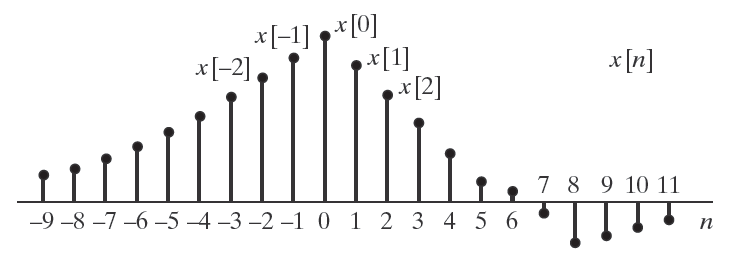 x[0]
x[–1]
x[1]
x[n]
x[–2]
x[2]
7 8 9 10 11
–9 –8 –7 –6 –5 –4 –3 –2 –1 0 1 2 3 4 5 6 n